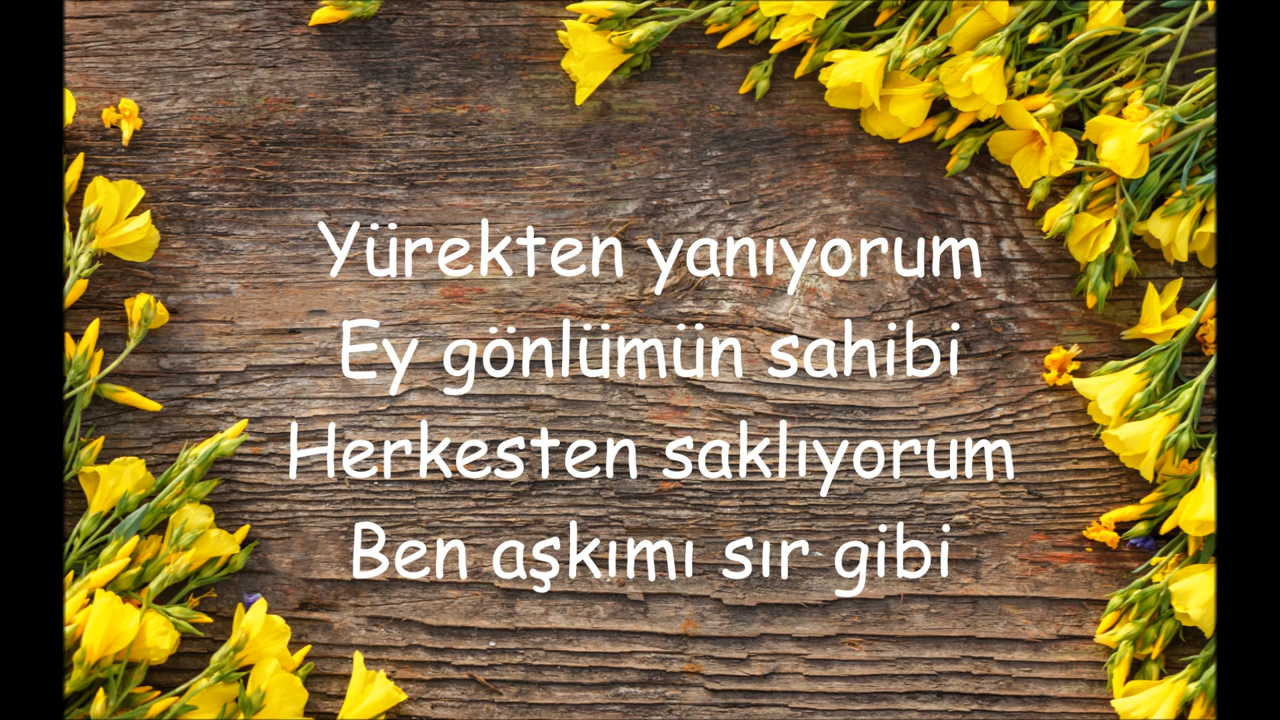 Yürekten yanıyorum
Ey gönlümün sahibi
Herkesten saklıyorum
Ben aşkımı sır gibi